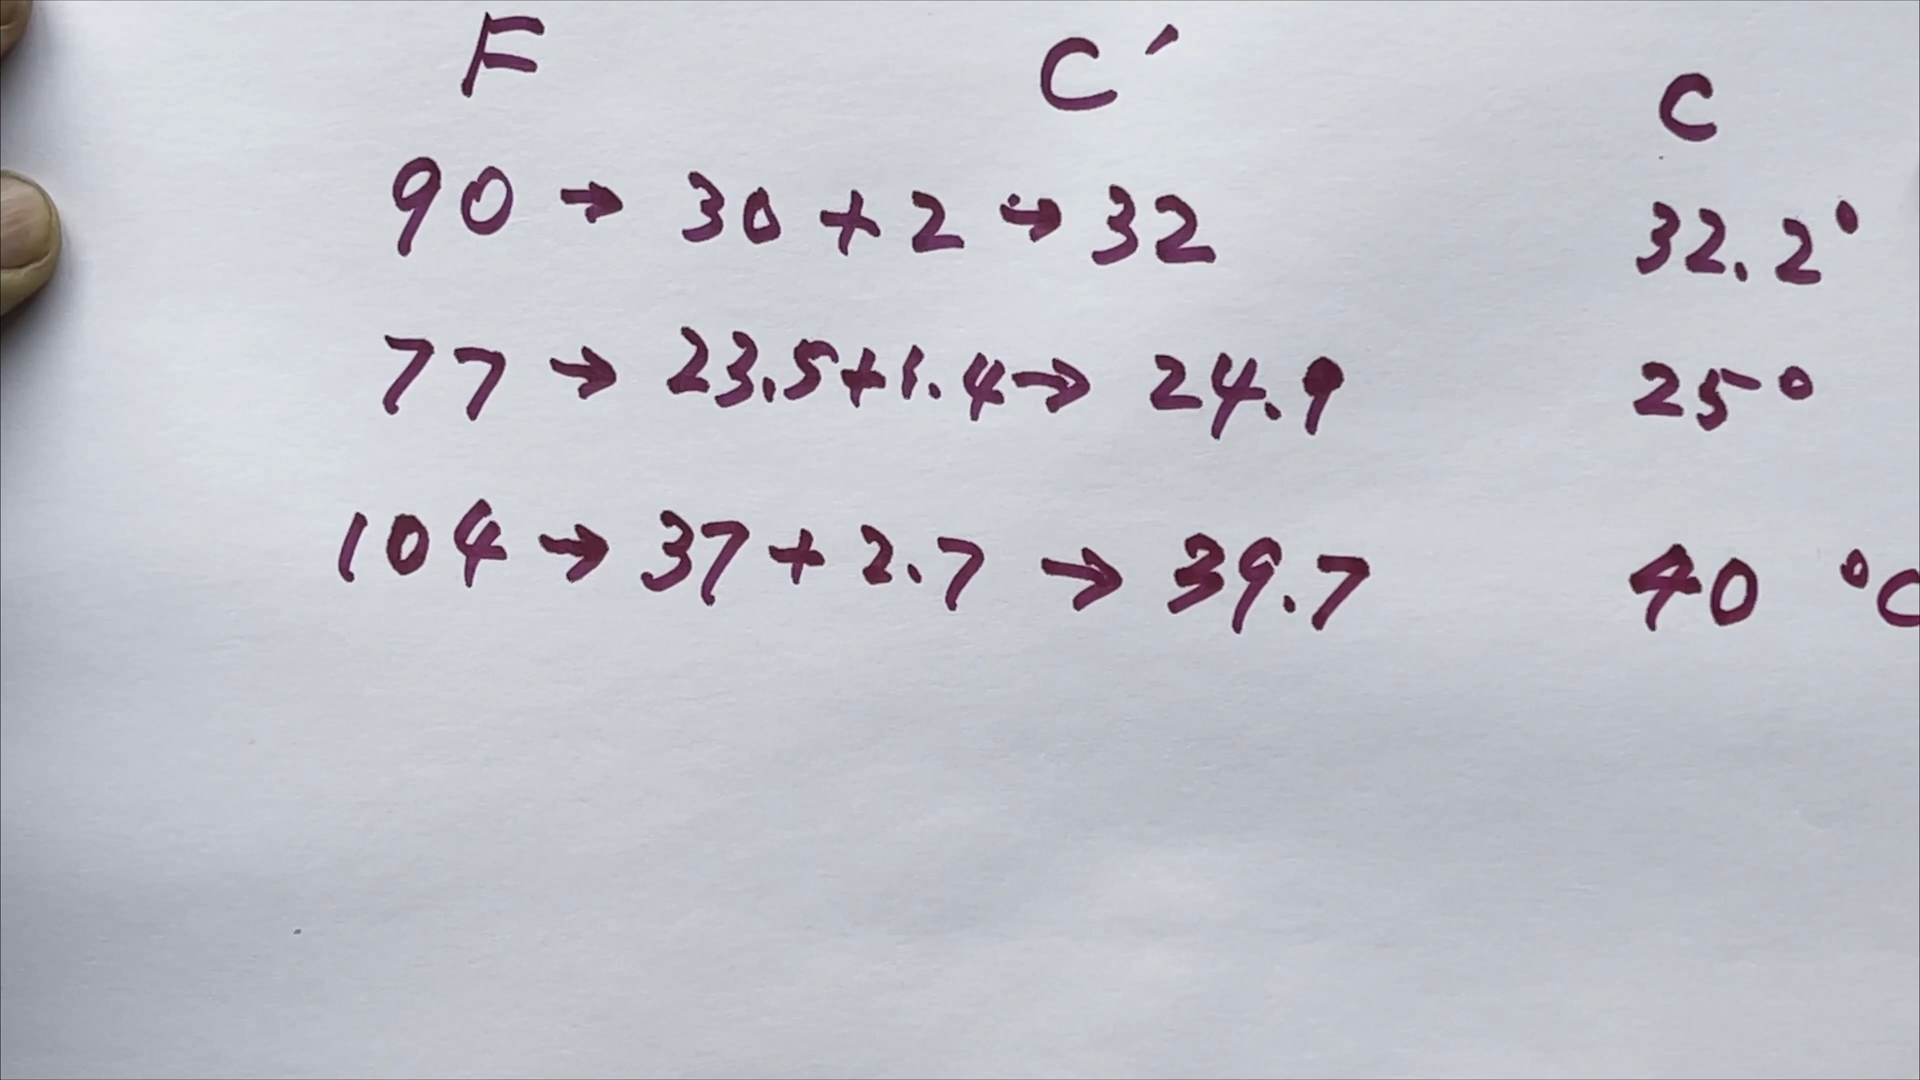 F C′ C
90 → 30 + 2 → 32 32.2°
77 → 23.5+1.4 → 24.9 25°
104 → 37 + 2.7 → 39.7 40 °C